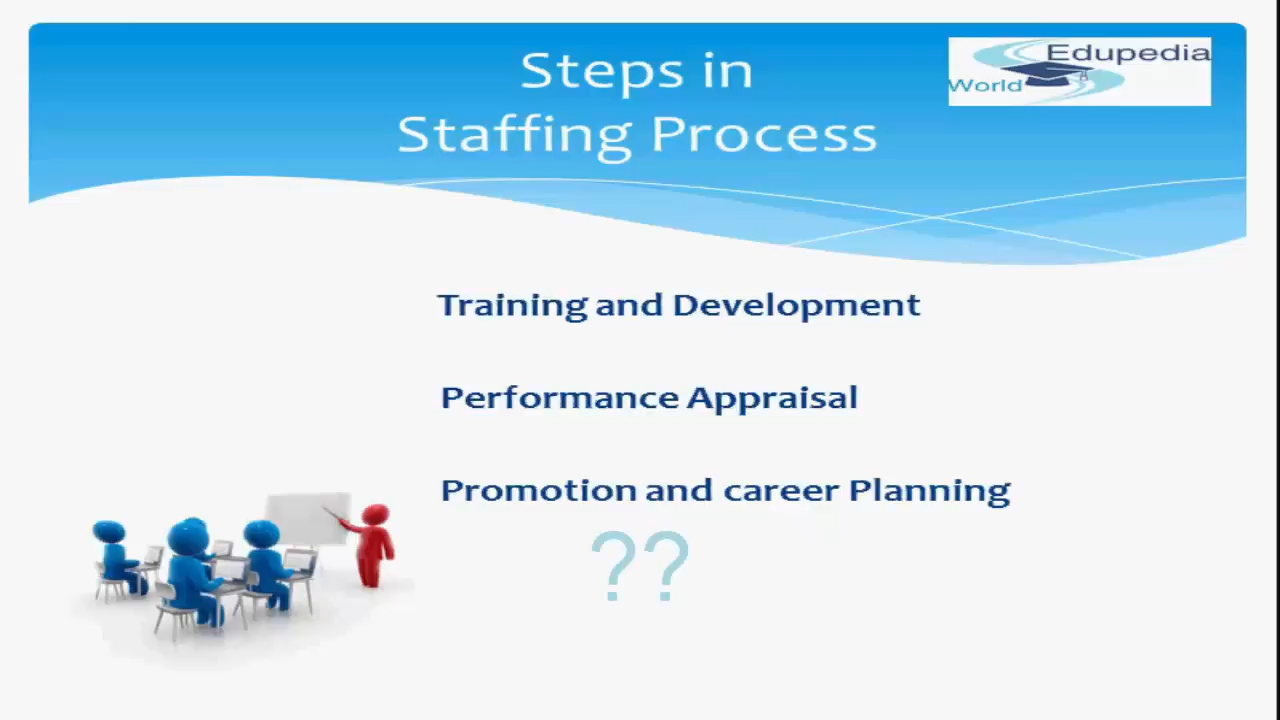 Steps in
Staffing Process
Edupedia
World
Training and Development
Performance Appraisal
Promotion and career Planning
??